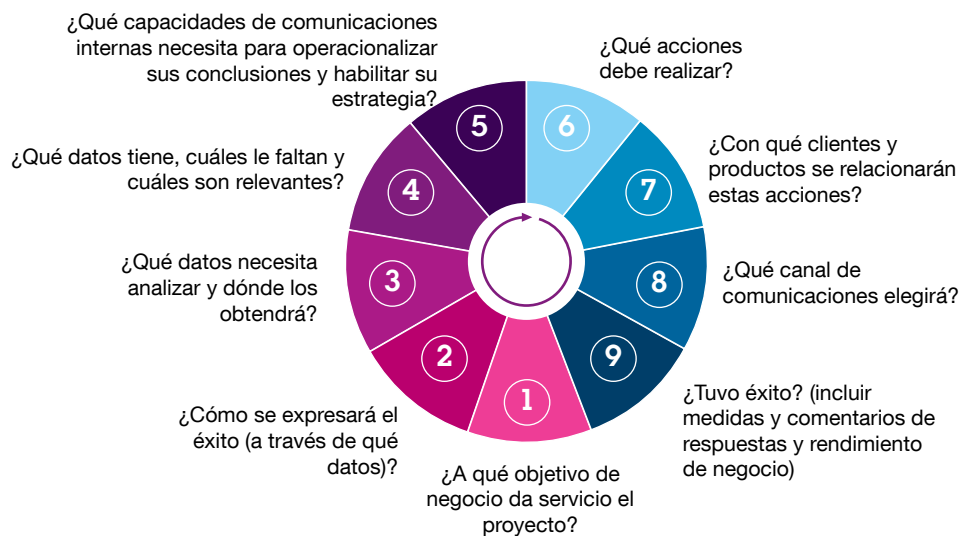 ¿Qué capacidades de comunicaciones
internas necesita para operacionalizar
sus conclusiones y habilitar su
estrategia?
¿Qué acciones
debe realizar?
5
6
¿Qué datos tiene, cuáles le faltan y
cuáles son relevantes?
4
7
¿Con qué clientes y
productos se relacionarán
estas acciones?
¿Qué datos necesita
analizar y dónde los
obtendrá?
3
8
¿Qué canal de
comunicaciones elegirá?
2
9
1
¿Cómo se expresará el
éxito (a través de qué
datos)?
¿Tuvo éxito? (incluir
medidas y comentarios de
respuestas y rendimiento
de negocio)
¿A qué objetivo de
negocio da servicio el
proyecto?